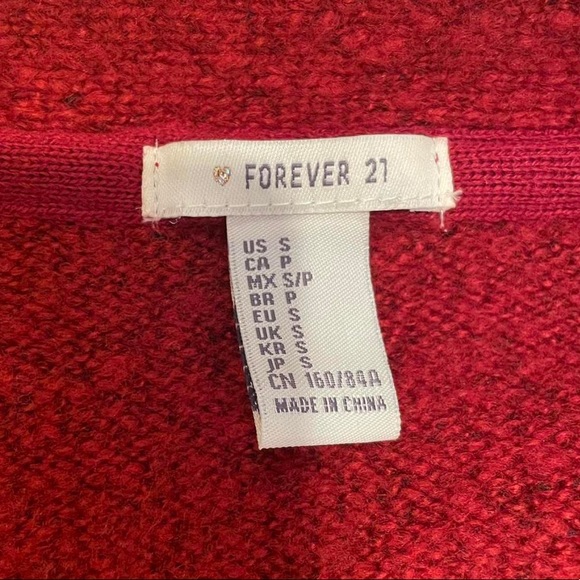 FOREVER 21
US S
CA P
MX S/P
BR P
EU S
UK S
KR S
JP S
CN 160/84A
MADE IN CHINA